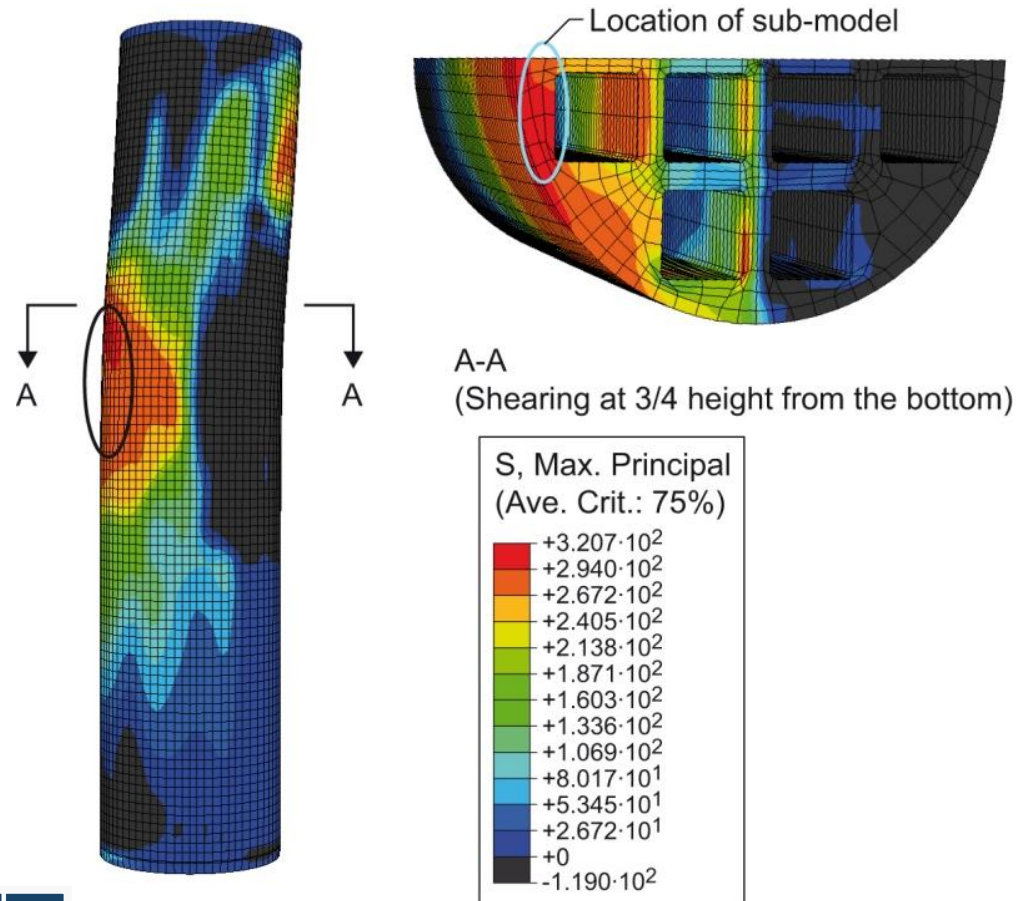 Location of sub-model
A
A
A-A
(Shearing at 3/4 height from the bottom)
S, Max. Principal
(Ave. Crit.: 75%)
+3.207·10²
+2.940·10²
+2.672·10²
+2.405·10²
+2.138·10²
+1.871·10²
+1.603·10²
+1.336·10²
+1.069·10²
+8.017·10¹
+5.345·10¹
+2.672·10¹
+0
-1.190·10²